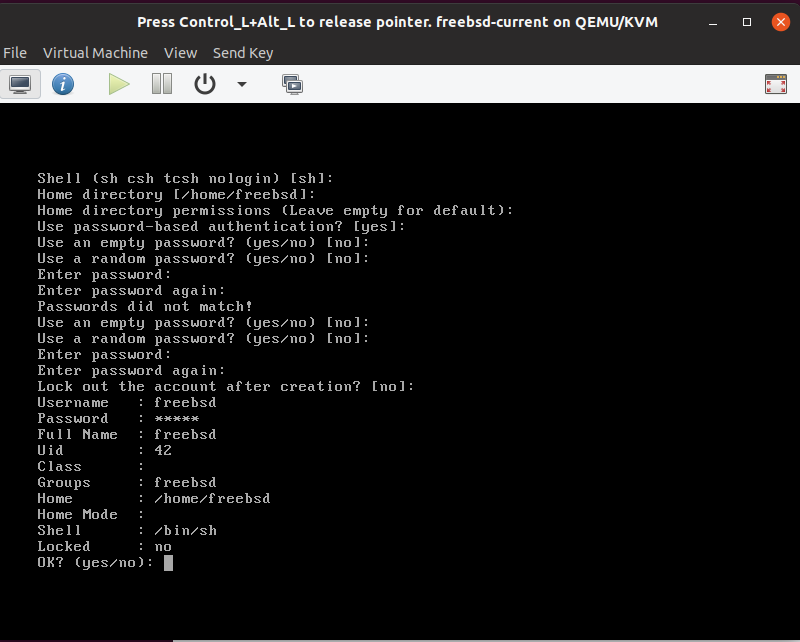 Press Control_L+Alt_L to release pointer. freebsd-current on QEMU/KVM
File Virtual Machine View Send Key
Shell (sh csh tcsh nologin) [sh]:
Home directory [/home/freebsd]:
Home directory permissions (Leave empty for default):
Use password-based authentication? [yes]:
Use an empty password? (yes/no) [no]:
Use a random password? (yes/no) [no]:
Enter password:
Enter password again:
Passwords did not match!
Use an empty password? (yes/no) [no]:
Use a random password? (yes/no) [no]:
Enter password:
Enter password again:
Lock out the account after creation? [no]:
Username   : freebsd
Password   : *****
Full Name  : freebsd
Uid        : 42
Class      :
Groups     : freebsd
Home       : /home/freebsd
Home Mode  :
Shell      : /bin/sh
Locked     : no
OK? (yes/no):